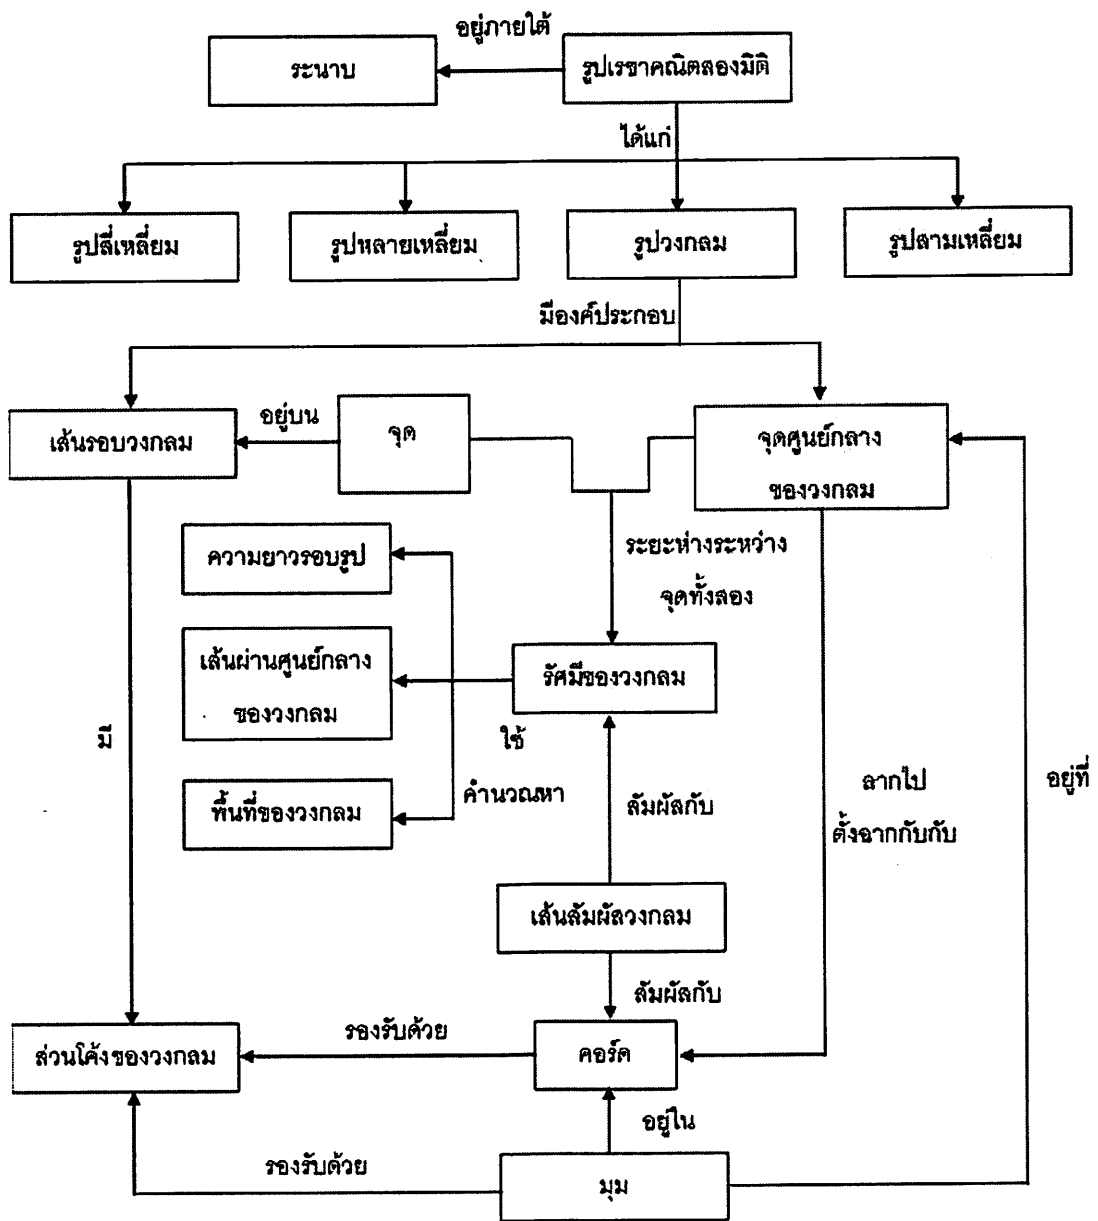 อยู่ภายใต้
ระนาบ
รูปเรขาคณิตสองมิติ
ได้แก่
รูปสี่เหลี่ยม
รูปหลายเหลี่ยม
รูปวงกลม
รูปสามเหลี่ยม
มีองค์ประกอบ
เส้นรอบวงกลม
อยู่บน
จุด
จุดศูนย์กลาง
ของวงกลม
ความยาวรอบรูป
ระยะห่างระหว่าง
จุดทั้งสอง
เส้นผ่านศูนย์กลาง
ของวงกลม
รัศมีของวงกลม
มี
ใช้
คำนวณหา
พื้นที่ของวงกลม
สัมผัสกับ
ลากไป
ตั้งฉากกับกับ
อยู่ที่
เส้นสัมผัสวงกลม
สัมผัสกับ
ส่วนโค้งของวงกลม
รองรับด้วย
คอร์ด
อยู่ใน
รองรับด้วย
มุม